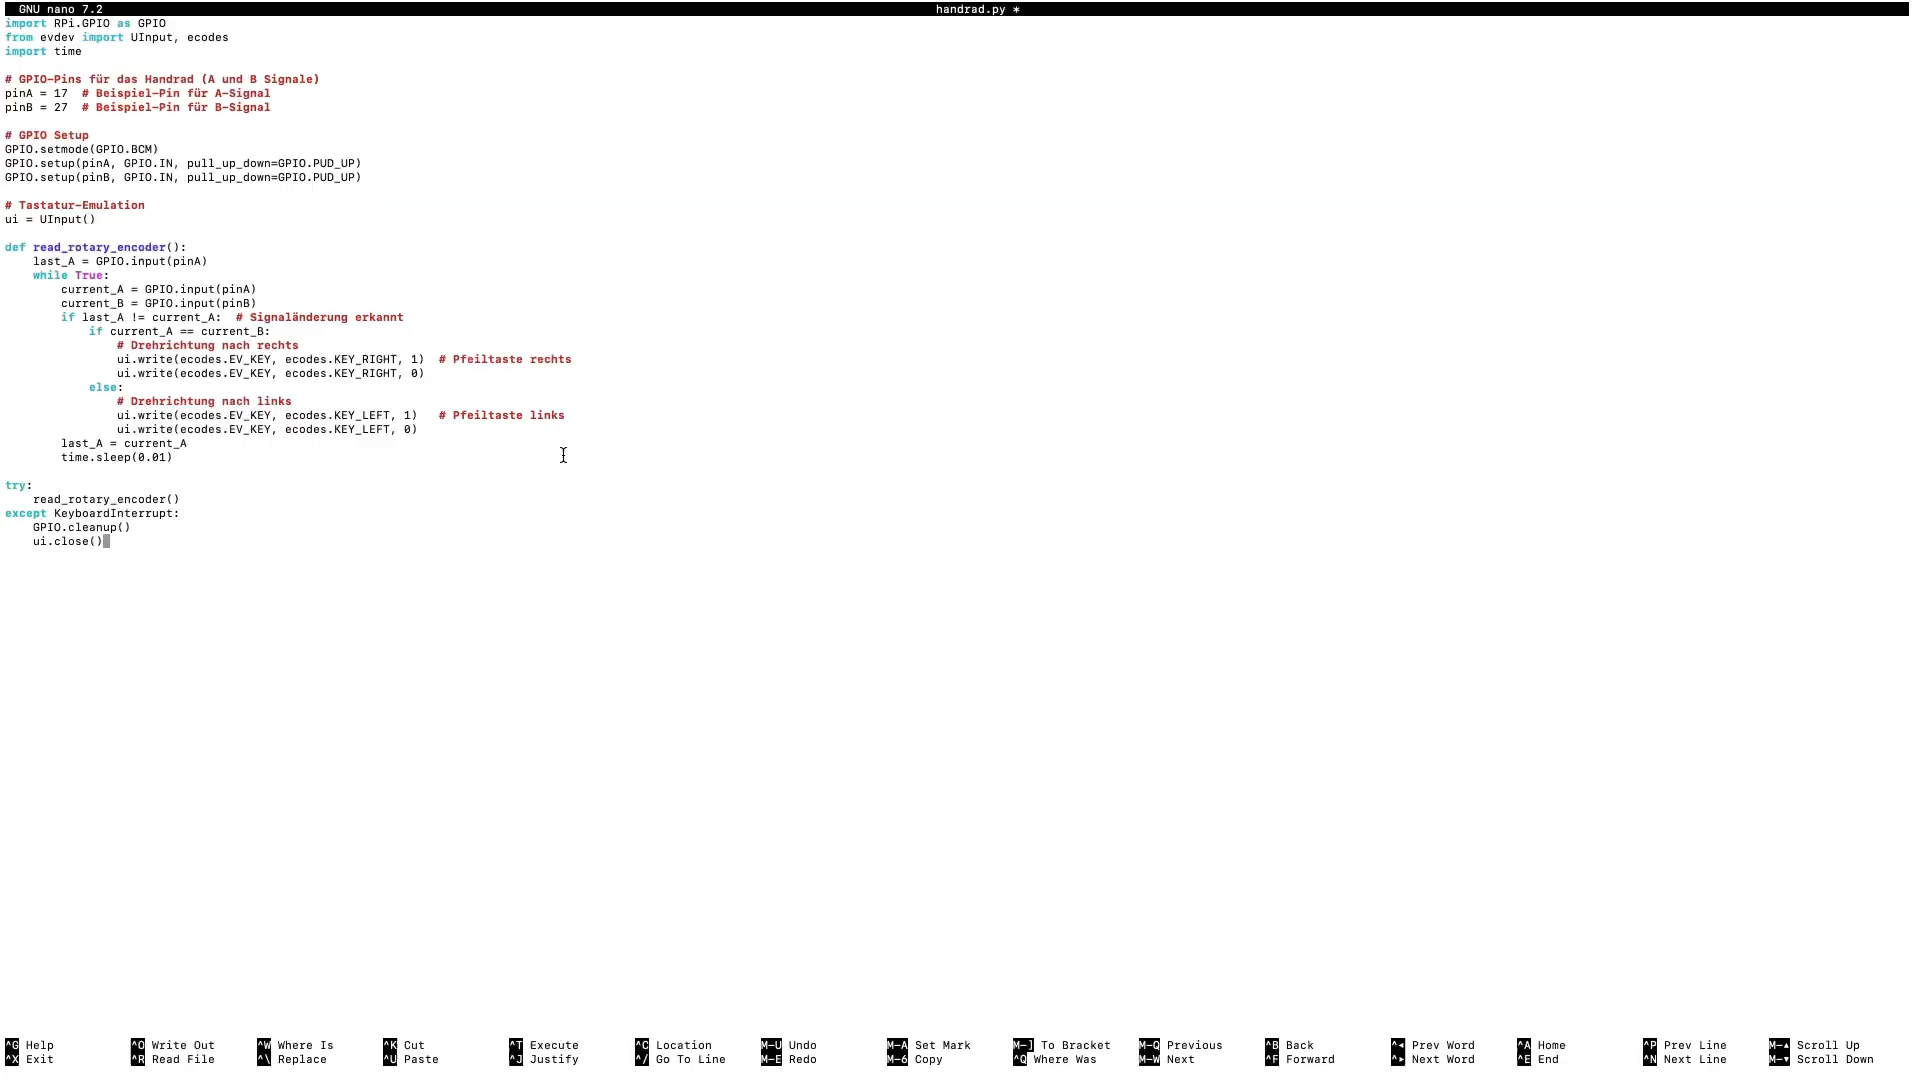 GNU nano 7.2 handrad.py *
import RPi.GPIO as GPIO
from evdev import UInput, ecodes
import time

# GPIO-Pins für das Handrad (A und B Signale)
pinA = 17  # Beispiel-Pin für A-Signal
pinB = 27  # Beispiel-Pin für B-Signal

# GPIO Setup
GPIO.setmode(GPIO.BCM)
GPIO.setup(pinA, GPIO.IN, pull_up_down=GPIO.PUD_UP)
GPIO.setup(pinB, GPIO.IN, pull_up_down=GPIO.PUD_UP)

# Tastatur-Emulation
ui = UInput()

def read_rotary_encoder():
    last_A = GPIO.input(pinA)
    while True:
        current_A = GPIO.input(pinA)
        current_B = GPIO.input(pinB)
        if last_A != current_A:  # Signaländerung erkannt
            if current_A == current_B:
                # Drehrichtung nach rechts
                ui.write(ecodes.EV_KEY, ecodes.KEY_RIGHT, 1)  # Pfeiltaste rechts
                ui.write(ecodes.EV_KEY, ecodes.KEY_RIGHT, 0)
            else:
                # Drehrichtung nach links
                ui.write(ecodes.EV_KEY, ecodes.KEY_LEFT, 1)   # Pfeiltaste links
                ui.write(ecodes.EV_KEY, ecodes.KEY_LEFT, 0)
        last_A = current_A
        time.sleep(0.01)

try:
    read_rotary_encoder()
except KeyboardInterrupt:
    GPIO.cleanup()
    ui.close()

^G Help ^O Write Out ^W Where Is ^K Cut ^T Execute ^C Location M-U Undo M-A Set Mark M-] To Bracket M-Q Previous ^B Back ^◂ Prev Word ^A Home ^P Prev Line M-▴ Scroll Up
^X Exit ^R Read File ^\ Replace ^U Paste ^J Justify ^/ Go To Line M-E Redo M-6 Copy ^Q Where Was M-W Next ^F Forward ^▸ Next Word ^E End ^N Next Line M-▾ Scroll Down